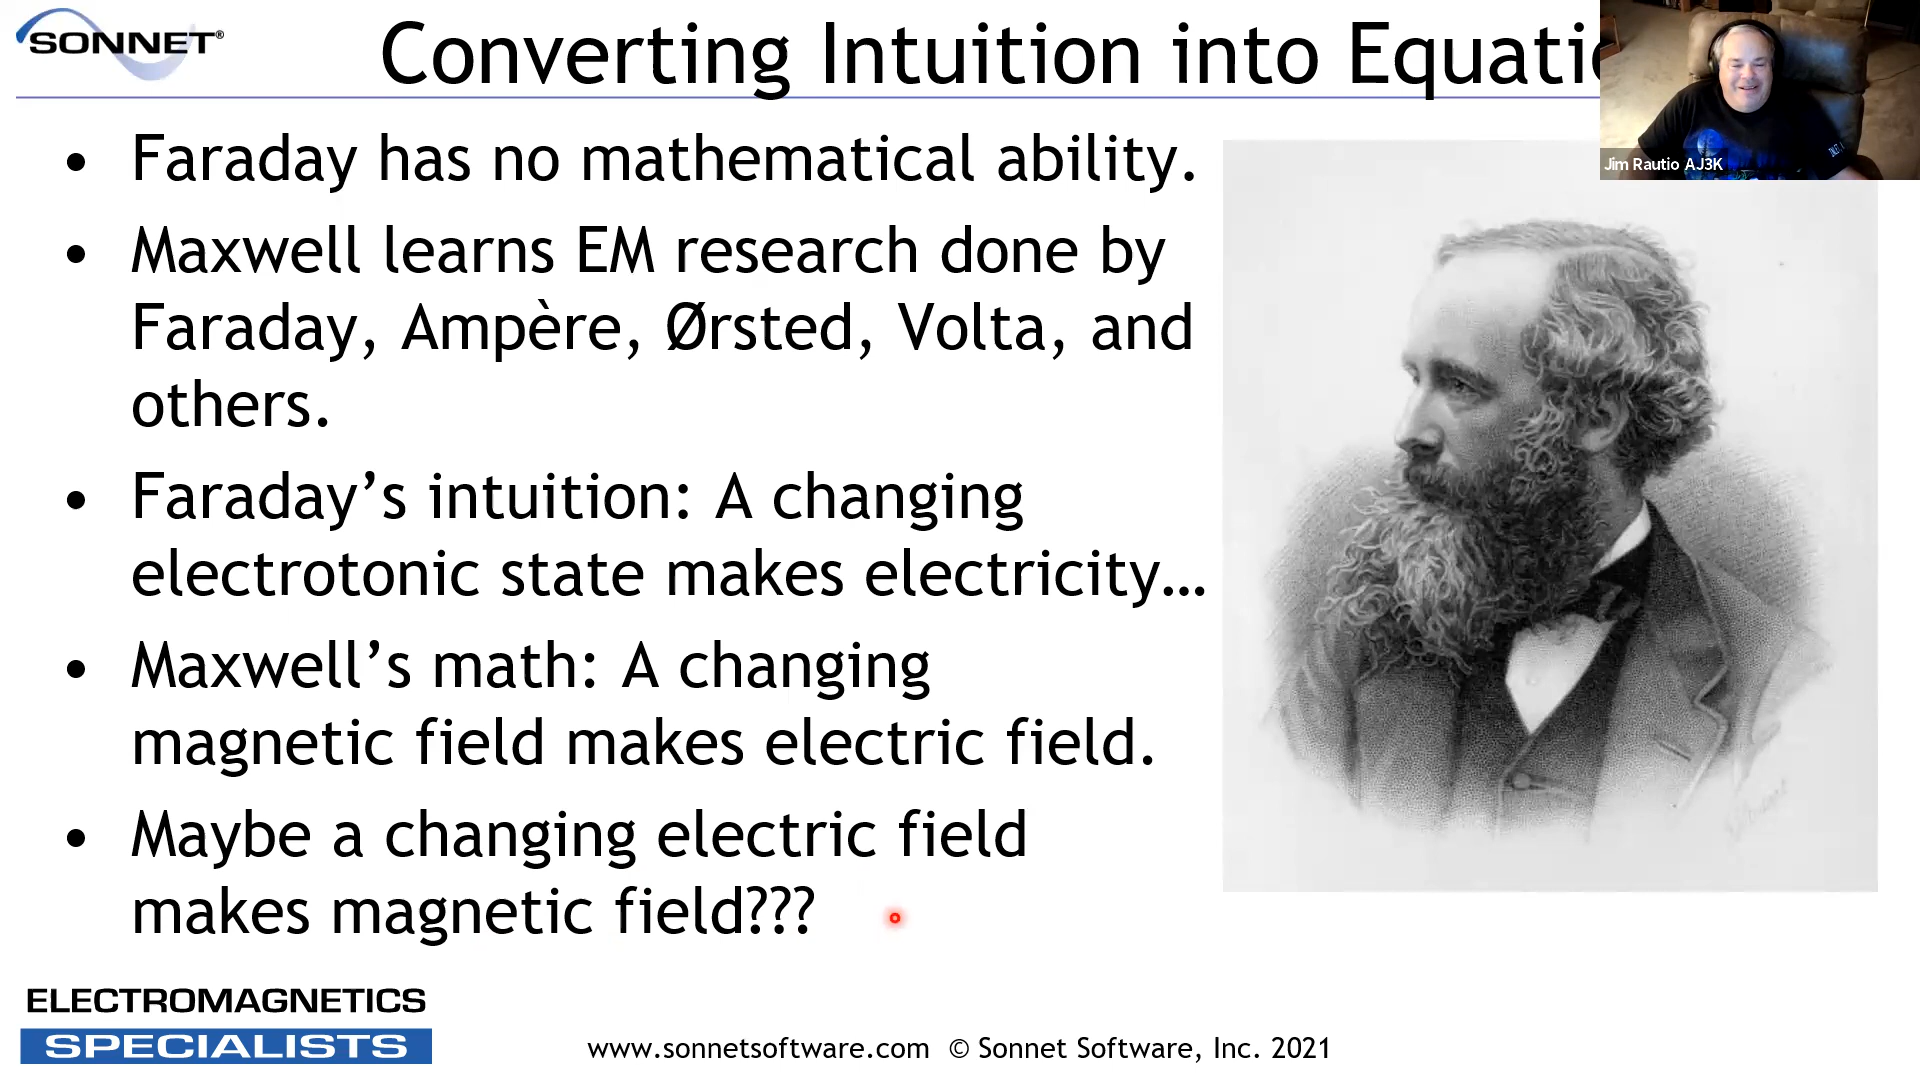 SONNET®
Converting Intuition into Equati
Jim Rautio AJ3K
• Faraday has no mathematical ability.
• Maxwell learns EM research done by
Faraday, Ampère, Ørsted, Volta, and
others.
• Faraday’s intuition: A changing
electrotonic state makes electricity…
• Maxwell’s math: A changing
magnetic field makes electric field.
• Maybe a changing electric field
makes magnetic field???
ELECTROMAGNETICS
SPECIALISTS
www.sonnetsoftware.com © Sonnet Software, Inc. 2021